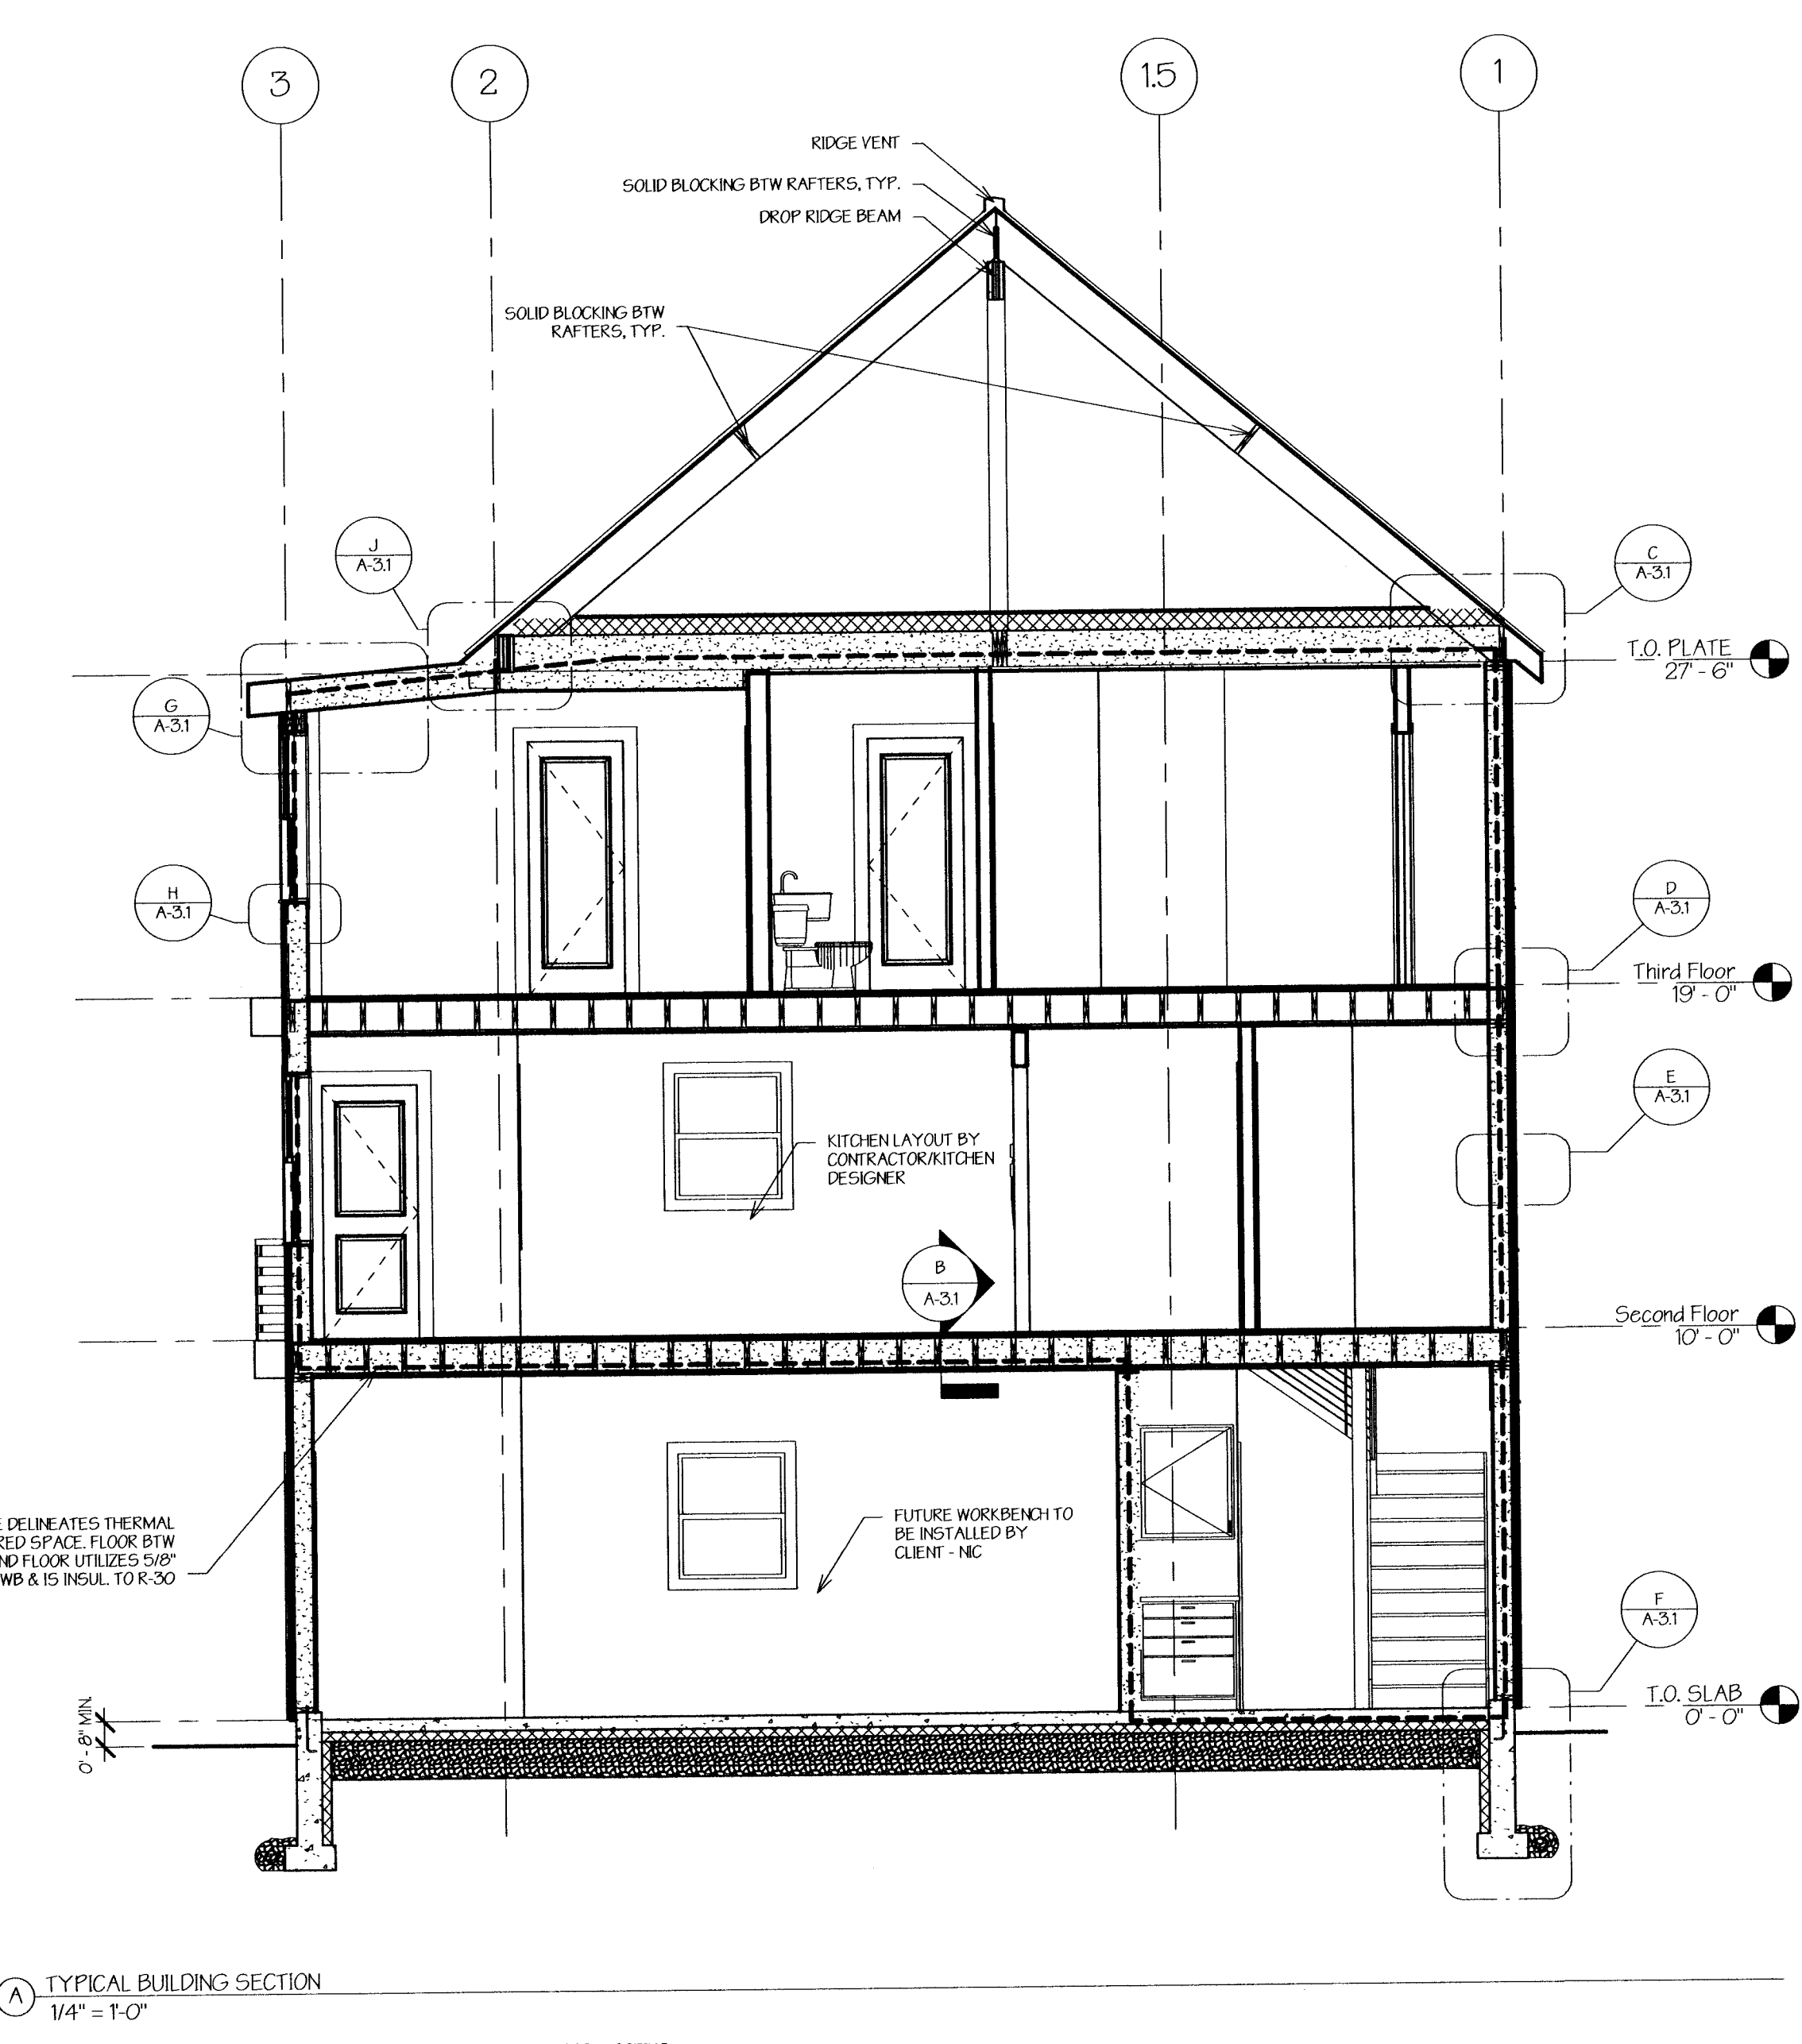 3
2
1.5
1
RIDGE VENT
SOLID BLOCKING BTW RAFTERS, TYP.
DROP RIDGE BEAM
SOLID BLOCKING BTW
RAFTERS, TYP.
J
A-3.1
C
A-3.1
T.O. PLATE
27' - 6"
G
A-3.1
H
A-3.1
D
A-3.1
Third Floor
19' - 0"
E
A-3.1
KITCHEN LAYOUT BY
CONTRACTOR/KITCHEN
DESIGNER
B
A-3.1
Second Floor
10' - 0"
DELINEATES THERMAL
SPACE. FLOOR BTW
FLOOR UTILIZES 5/8"
& IS INSUL. TO R-30
FUTURE WORKBENCH TO
BE INSTALLED BY
CLIENT - NIC
F
A-3.1
T.O. SLAB
0' - 0"
0' - 8" MIN.
A
TYPICAL BUILDING SECTION
1/4" = 1'-0"